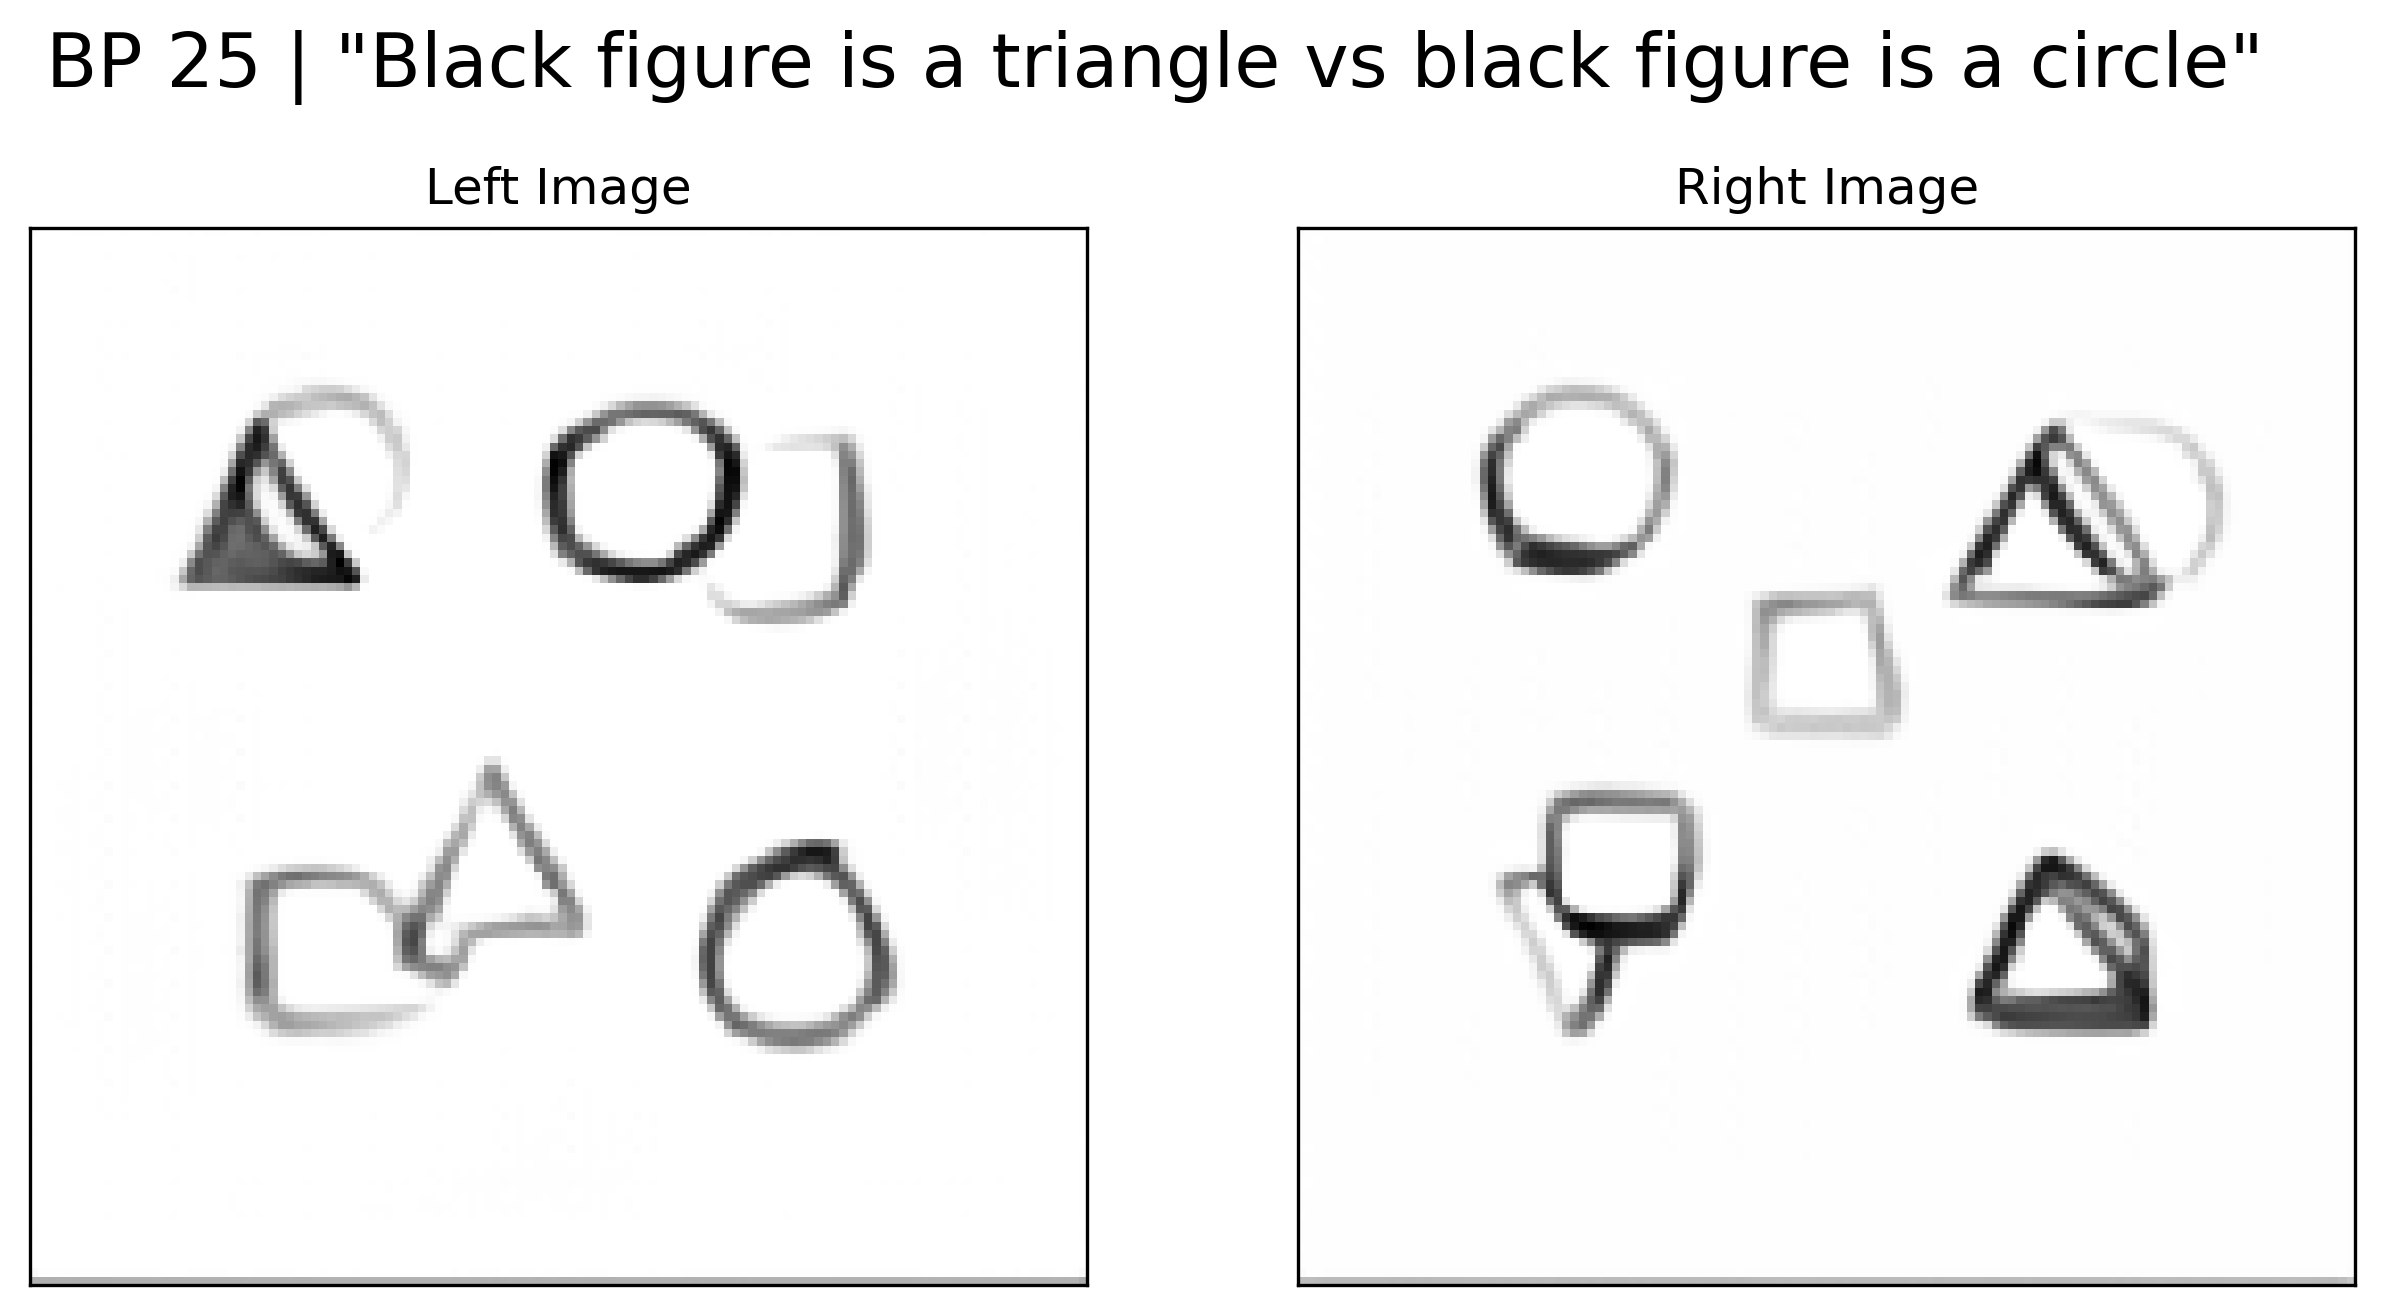 BP 25 | "Black figure is a triangle vs black figure is a circle"
Left Image
Right Image